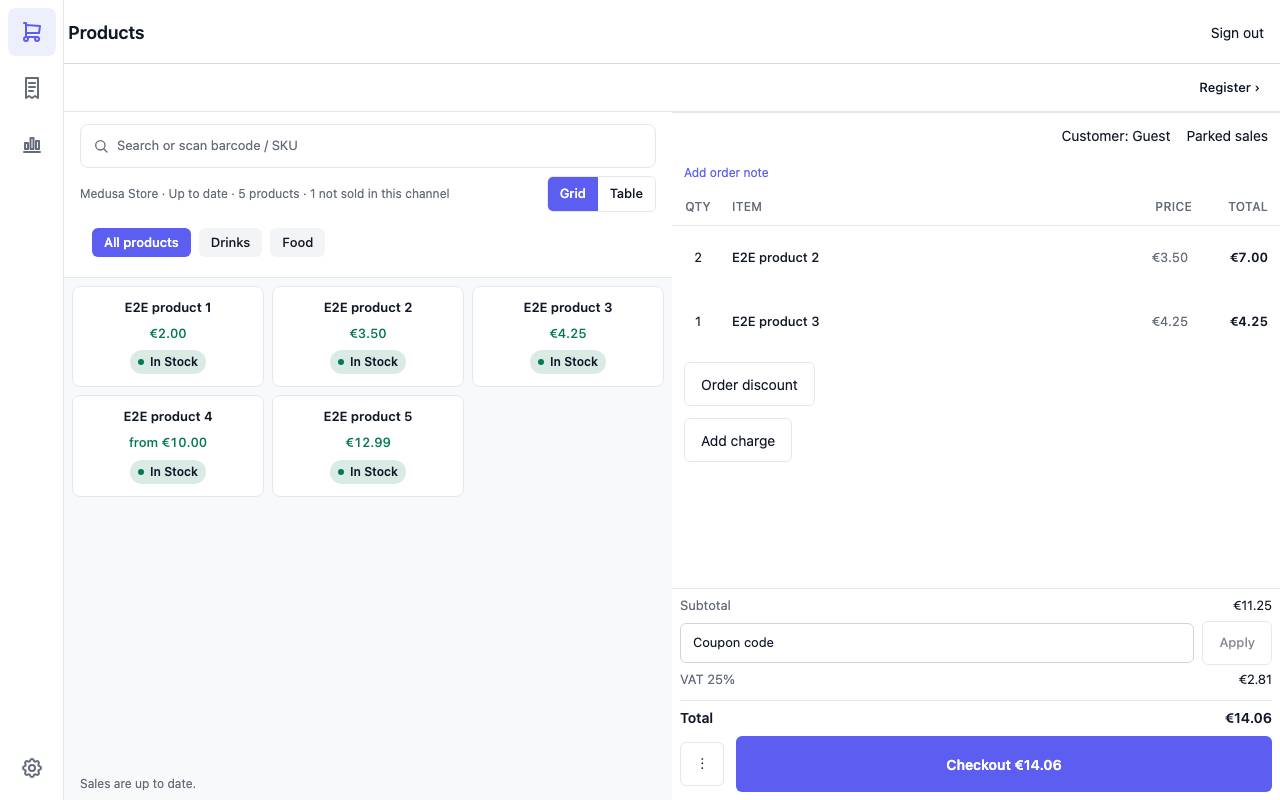 Products
Sign out
Register ›
Search or scan barcode / SKU
Medusa Store · Up to date · 5 products · 1 not sold in this channel
Grid
Table
All products
Drinks
Food
E2E product 1
€2.00
In Stock
E2E product 2
€3.50
In Stock
E2E product 3
€4.25
In Stock
E2E product 4
from €10.00
In Stock
E2E product 5
€12.99
In Stock
Sales are up to date.
Customer: Guest
Parked sales
Add order note
QTY ITEM PRICE TOTAL
2 E2E product 2 €3.50 €7.00
1 E2E product 3 €4.25 €4.25
Order discount
Add charge
Subtotal €11.25
Coupon code
Apply
VAT 25% €2.81
Total €14.06
Checkout €14.06